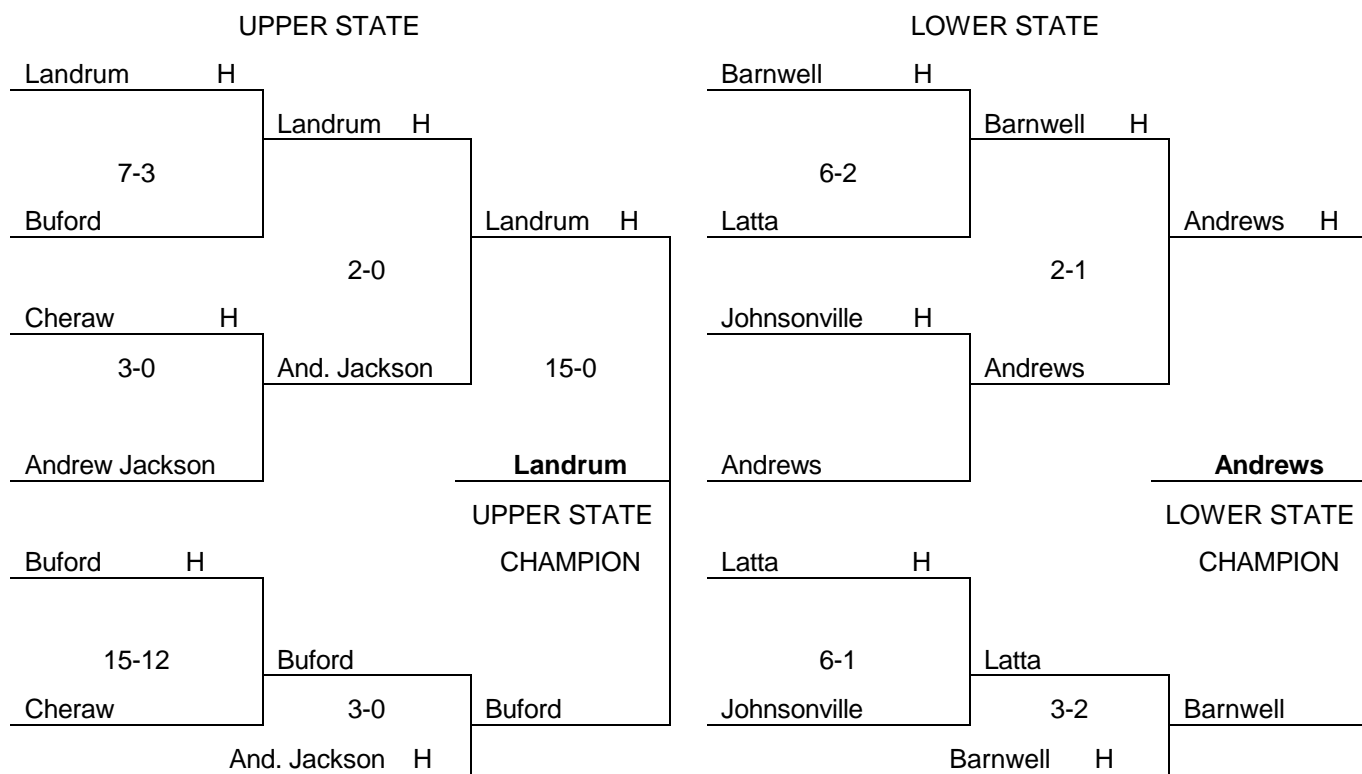 UPPER STATE LOWER STATE
Landrum H Barnwell H
Landrum H Barnwell H
7-3 6-2
Buford Landrum H Latta Andrews H
2-0 2-1
Cheraw H Johnsonville H
3-0 And. Jackson 15-0 Andrews
Andrew Jackson Landrum Andrews Andrews
UPPER STATE LOWER STATE
Buford H CHAMPION Latta H CHAMPION
15-12 Buford 6-1 Latta
Cheraw 3-0 Buford Johnsonville 3-2 Barnwell
And. Jackson H Barnwell H